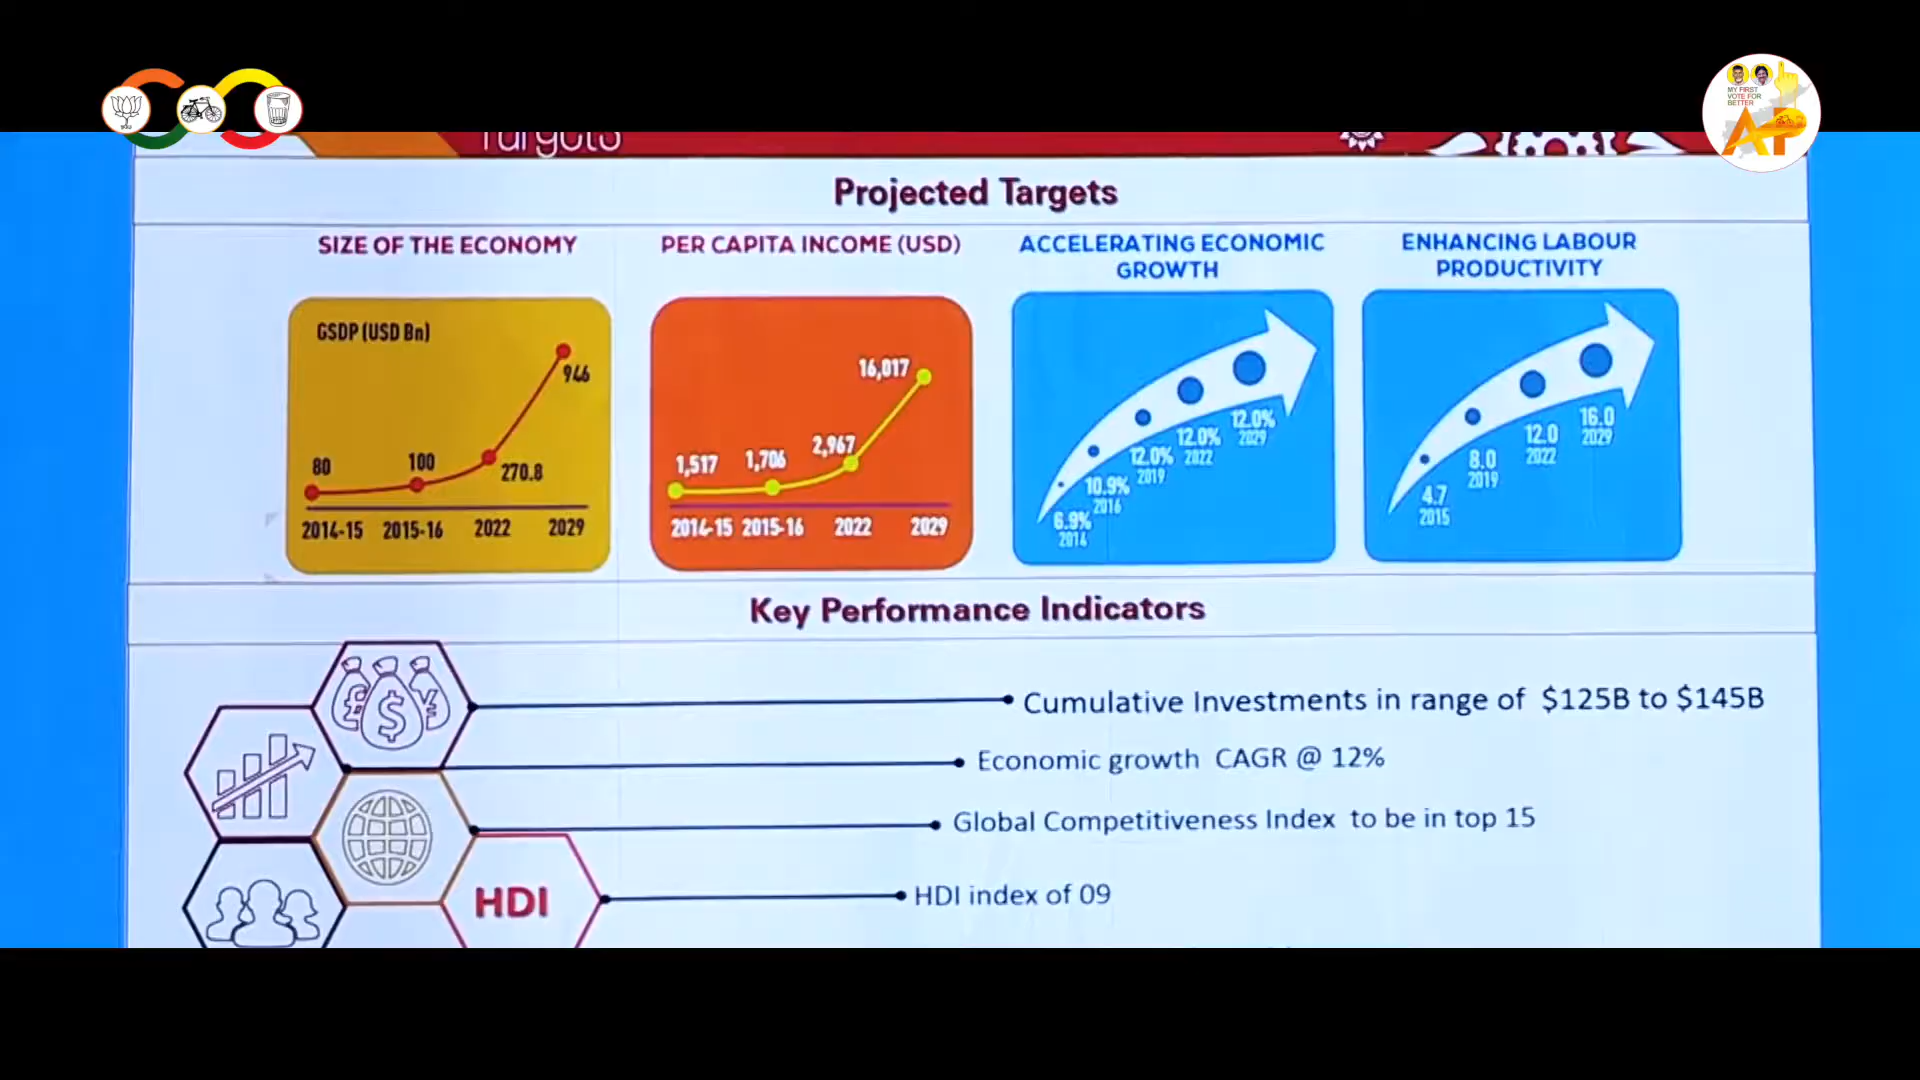 MY FIRST
VOTE FOR
BETTER
AP
Targets
Projected Targets
SIZE OF THE ECONOMY
GSDP (USD Bn)
80
100
270.8
946
2014-15 2015-16 2022 2029
PER CAPITA INCOME (USD)
1,517
1,706
2,967
16,017
2014-15 2015-16 2022 2029
ACCELERATING ECONOMIC
GROWTH
6.9%
2014
10.9%
2016
12.0%
2019
12.0%
2022
12.0%
2029
ENHANCING LABOUR
PRODUCTIVITY
4.7
2015
8.0
2019
12.0
2022
16.0
2029
Key Performance Indicators
£ $ ¥
Cumulative Investments in range of $125B to $145B
Economic growth CAGR @ 12%
Global Competitiveness Index to be in top 15
HDI
HDI index of 09